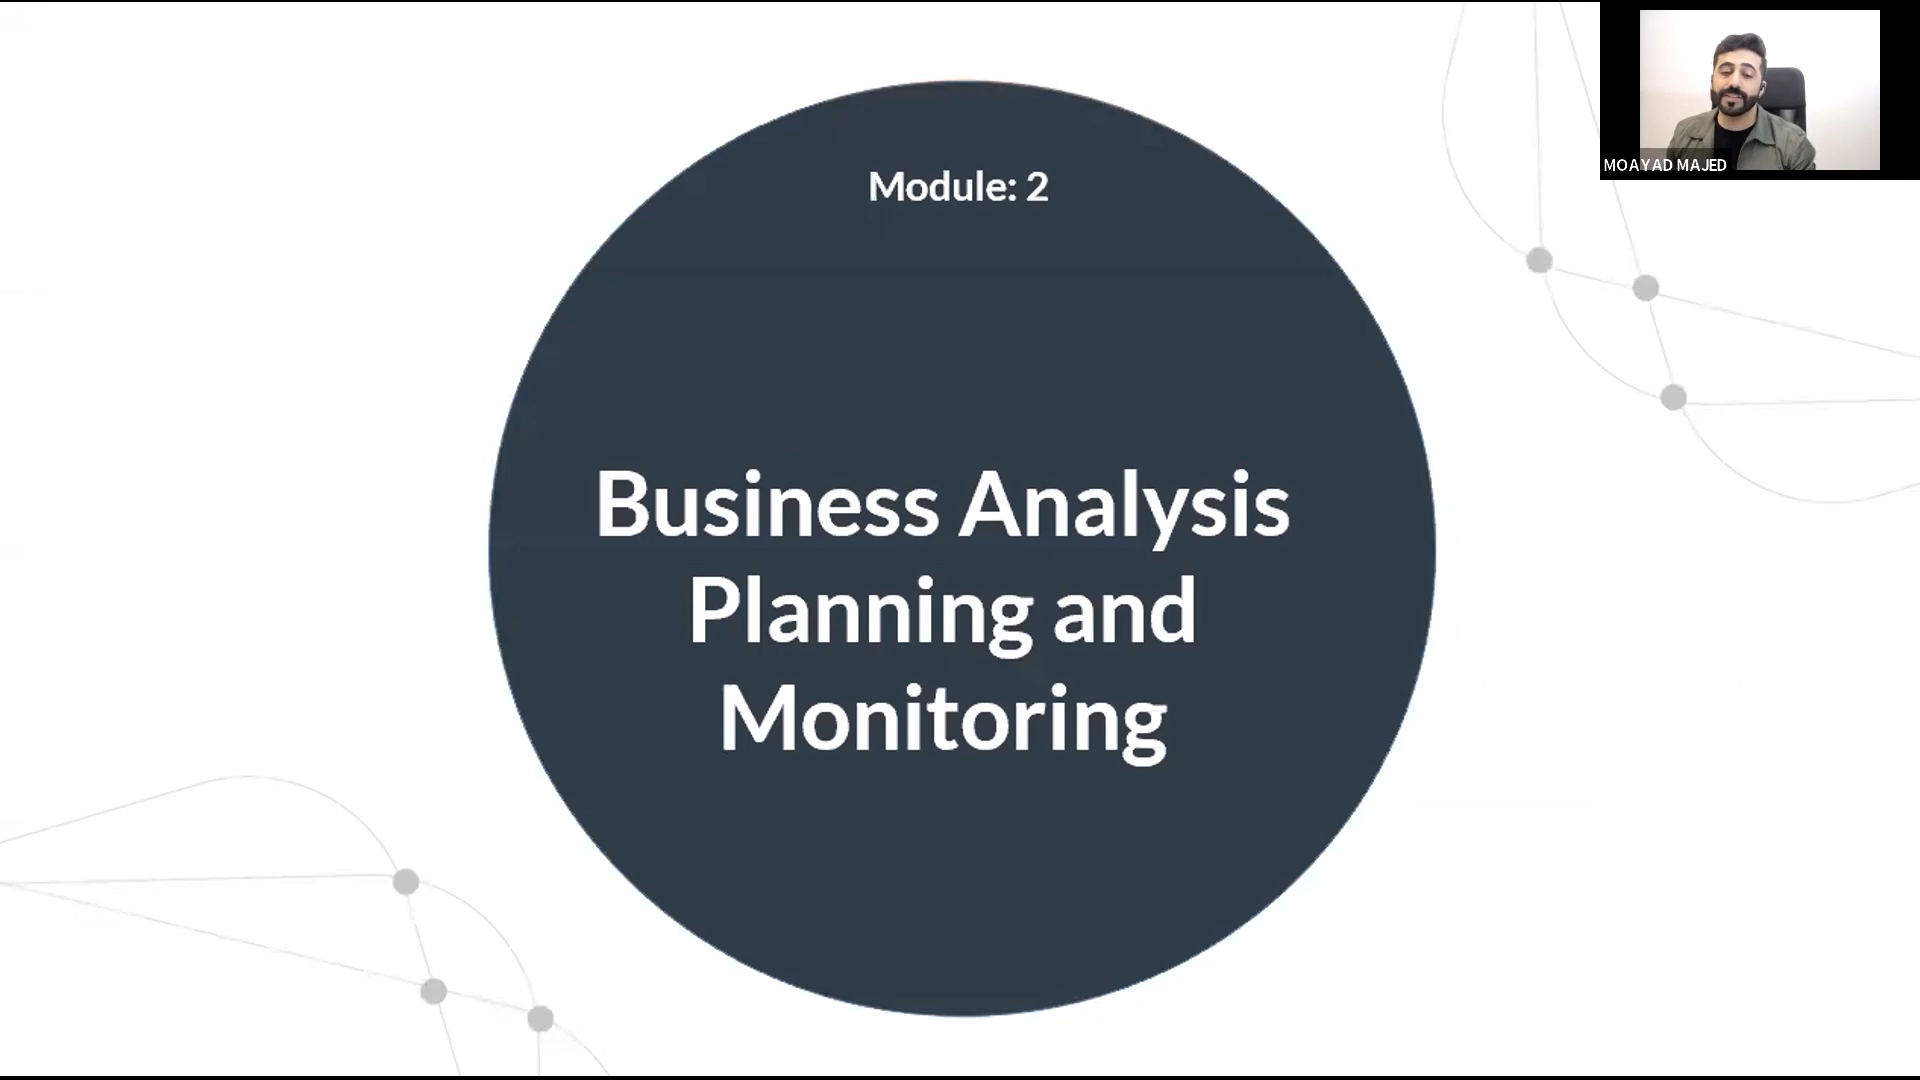 Module: 2
Business Analysis
Planning and
Monitoring
MOAYAD MAJED